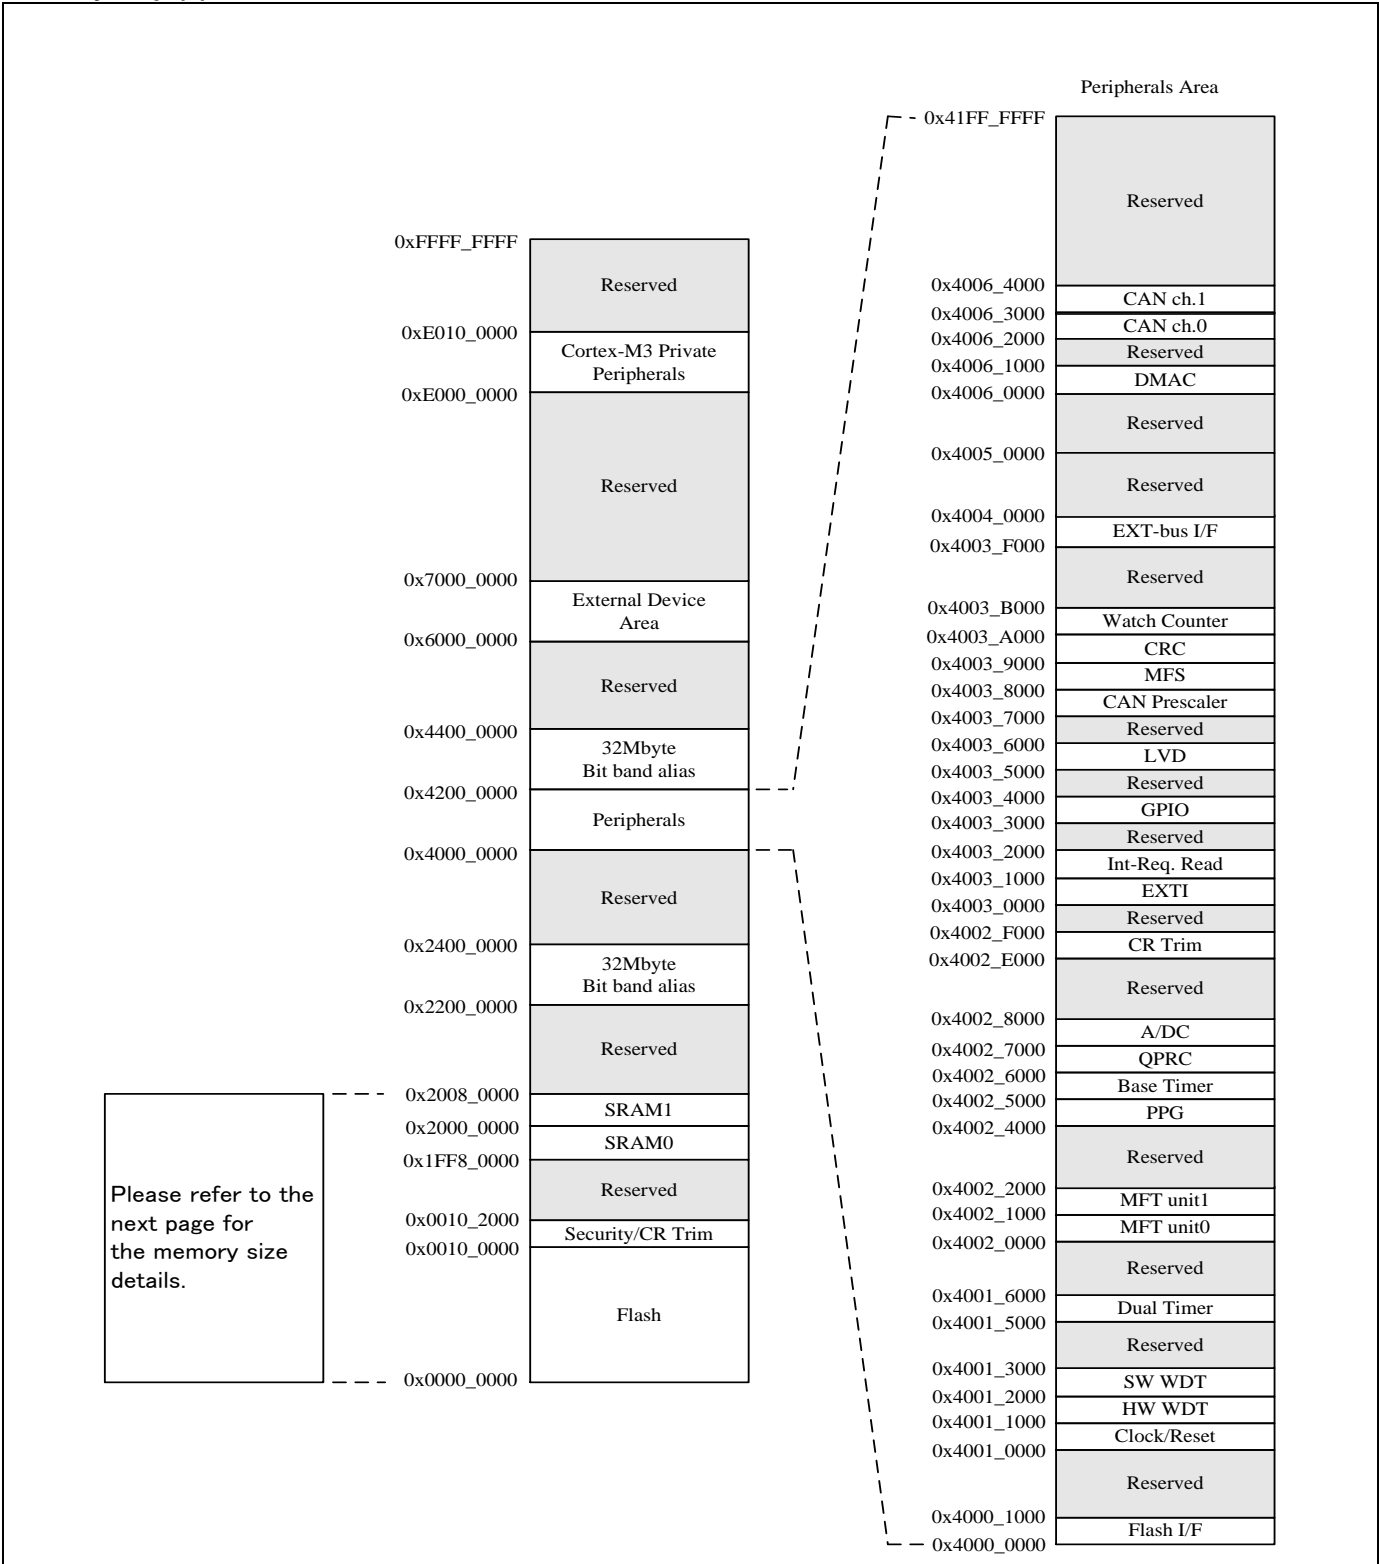 Peripherals Area
0x41FF_FFFF
Reserved
0x4006_4000
CAN ch.1
0x4006_3000
CAN ch.0
0x4006_2000
Reserved
0x4006_1000
DMAC
0x4006_0000
Reserved
0x4005_0000
Reserved
0x4004_0000
EXT-bus I/F
0x4003_F000
Reserved
0x4003_B000
Watch Counter
0x4003_A000
CRC
0x4003_9000
MFS
0x4003_8000
CAN Prescaler
0x4003_7000
Reserved
0x4003_6000
LVD
0x4003_5000
Reserved
0x4003_4000
GPIO
0x4003_3000
Reserved
0x4003_2000
Int-Req. Read
0x4003_1000
EXTI
0x4003_0000
Reserved
0x4002_F000
CR Trim
0x4002_E000
Reserved
0x4002_8000
A/DC
0x4002_7000
QPRC
0x4002_6000
Base Timer
0x4002_5000
PPG
0x4002_4000
Reserved
0x4002_2000
MFT unit1
0x4002_1000
MFT unit0
0x4002_0000
Reserved
0x4001_6000
Dual Timer
0x4001_5000
Reserved
0x4001_3000
SW WDT
0x4001_2000
HW WDT
0x4001_1000
Clock/Reset
0x4001_0000
Reserved
0x4000_1000
Flash I/F
0x4000_0000
0xFFFF_FFFF
Reserved
0xE010_0000
Cortex-M3 Private
Peripherals
0xE000_0000
Reserved
0x7000_0000
External Device
Area
0x6000_0000
Reserved
0x4400_0000
32Mbyte
Bit band alias
0x4200_0000
Peripherals
0x4000_0000
Reserved
0x2400_0000
32Mbyte
Bit band alias
0x2200_0000
Reserved
0x2008_0000
SRAM1
0x2000_0000
SRAM0
0x1FF8_0000
Reserved
0x0010_2000
Security/CR Trim
0x0010_0000
Flash
0x0000_0000
Please refer to the
next page for
the memory size
details.